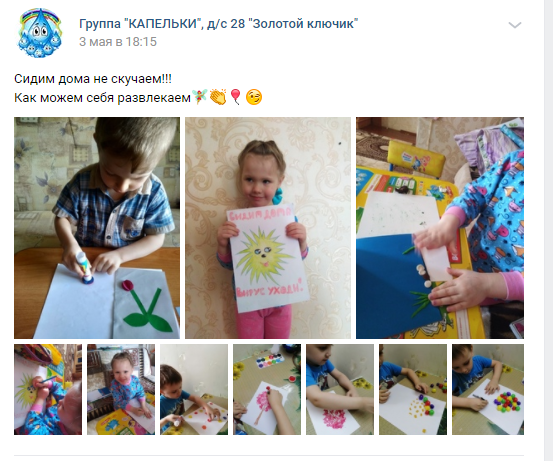 Группа "КАПЕЛЬКИ", д/с 28 "Золотой ключик"
3 мая в 18:15
Сидим дома не скучаем!!!
Как можем себя развлекаем🧚👏🎈😉
СИДИМ ДОМА
ВИРУС УХОДИ!